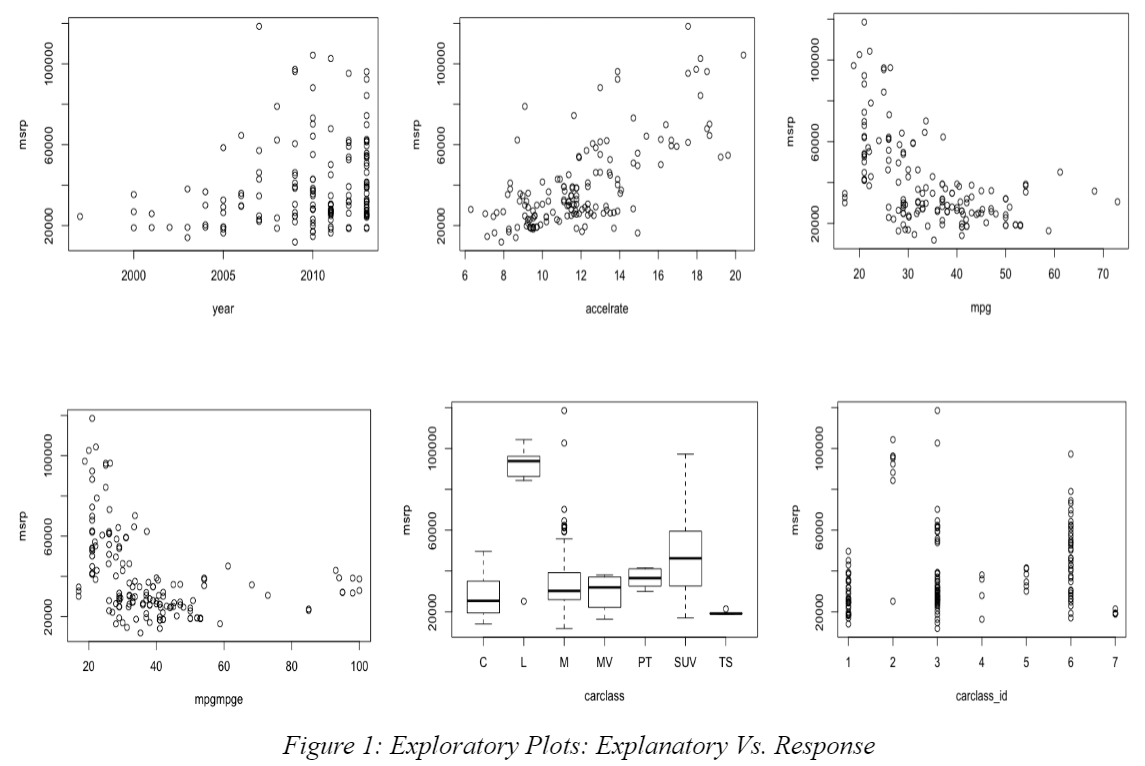 msrp
20000 60000 100000
2000 2005 2010
year
msrp
20000 60000 100000
6 8 10 12 14 16 18 20
accelrate
msrp
20000 60000 100000
20 30 40 50 60 70
mpg
msrp
20000 60000 100000
20 40 60 80 100
mpgmpge
msrp
20000 60000 100000
C L M MV PT SUV TS
carclass
msrp
20000 60000 100000
1 2 3 4 5 6 7
carclass_id
Figure 1: Exploratory Plots: Explanatory Vs. Response